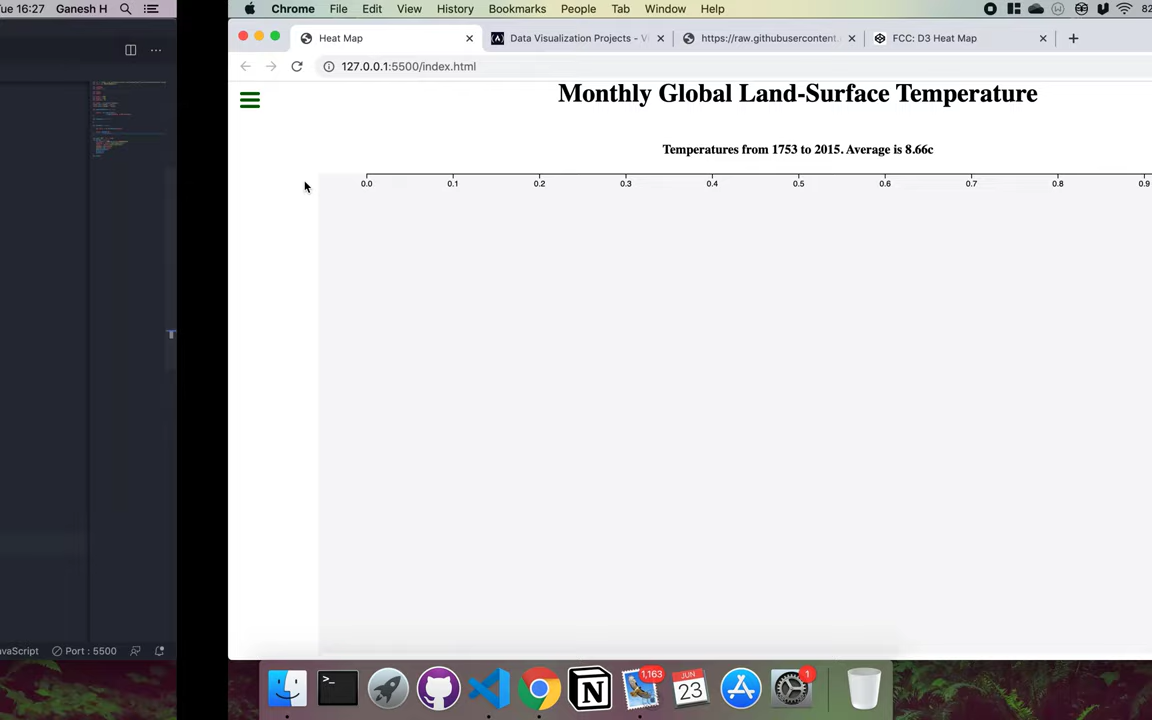 ue 16:27 Ganesh H
Chrome File Edit View History Bookmarks People Tab Window Help 82
Heat Map
Data Visualization Projects - V
https://raw.githubusercontent.
FCC: D3 Heat Map
127.0.0.1:5500/index.html
Monthly Global Land-Surface Temperature
Temperatures from 1753 to 2015. Average is 8.66c
0.0 0.1 0.2 0.3 0.4 0.5 0.6 0.7 0.8 0.9
avaScript Port : 5500
1,163
JUN
23
1